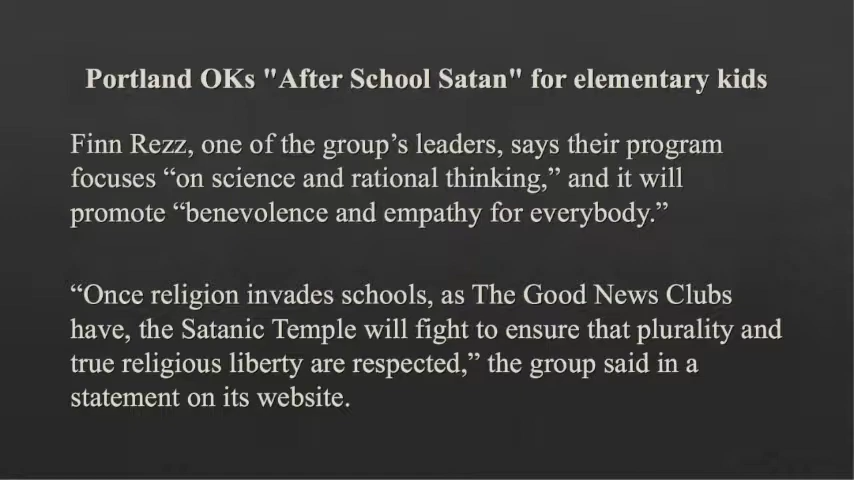 Portland OKs "After School Satan" for elementary kids
Finn Rezz, one of the group’s leaders, says their program
focuses “on science and rational thinking,” and it will
promote “benevolence and empathy for everybody.”
“Once religion invades schools, as The Good News Clubs
have, the Satanic Temple will fight to ensure that plurality and
true religious liberty are respected,” the group said in a
statement on its website.